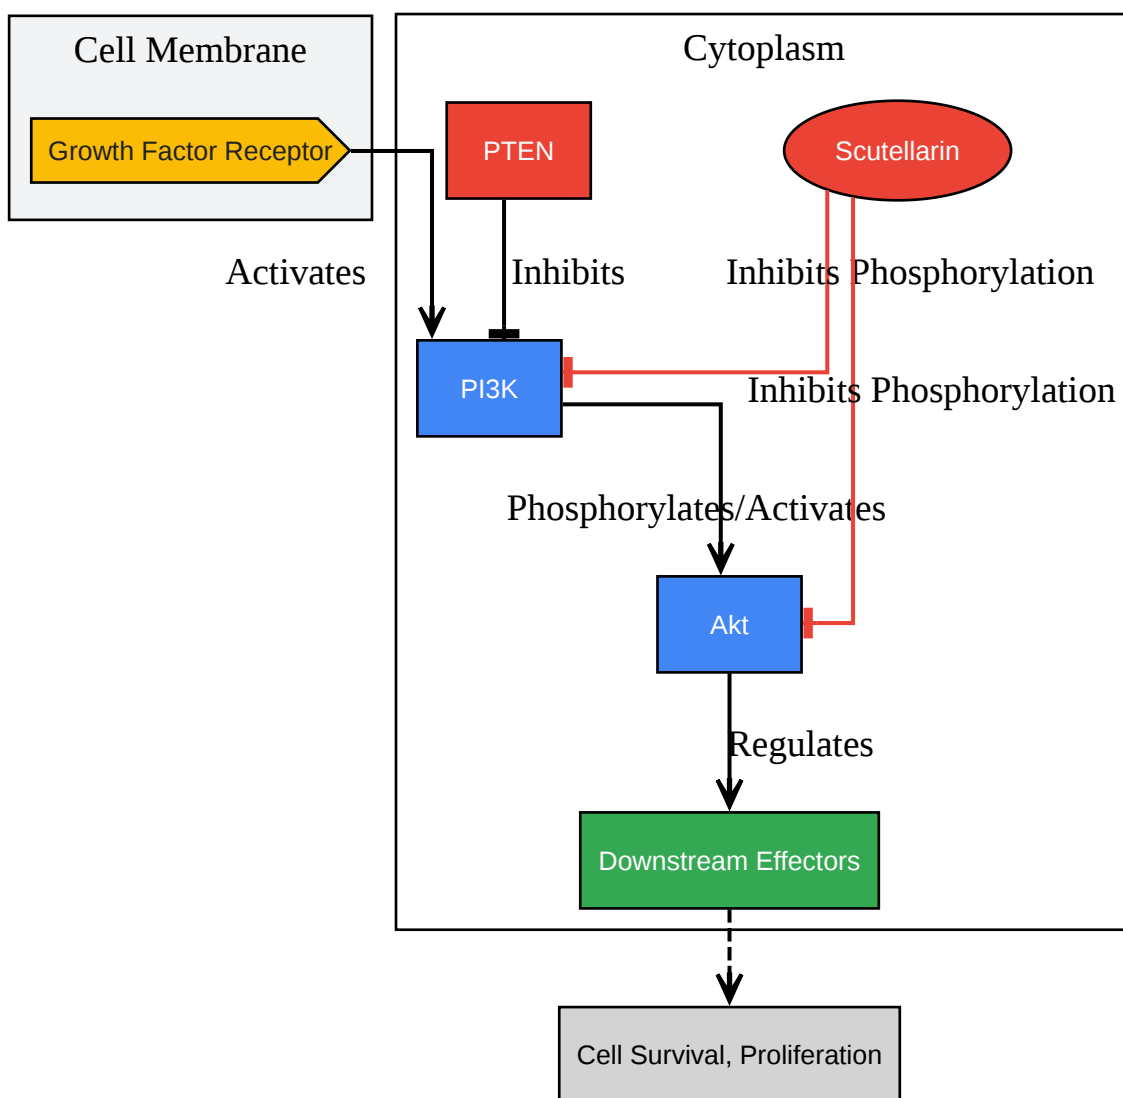 Cell Membrane
Cytoplasm
Growth Factor Receptor
PTEN
Scutellarin
Activates
Inhibits
Inhibits Phosphorylation
PI3K
Inhibits Phosphorylation
Phosphorylates/Activates
Akt
Regulates
Downstream Effectors
Cell Survival, Proliferation